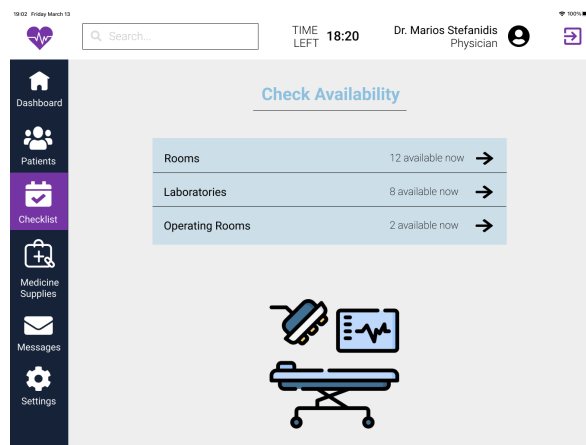 19:02 Friday March 13
100%
Search...
TIME LEFT 18:20
Dr. Marios Stefanidis
Physician
Dashboard
Patients
Checklist
Medicine
Supplies
Messages
Settings
Check Availability
Rooms 12 available now
Laboratories 8 available now
Operating Rooms 2 available now